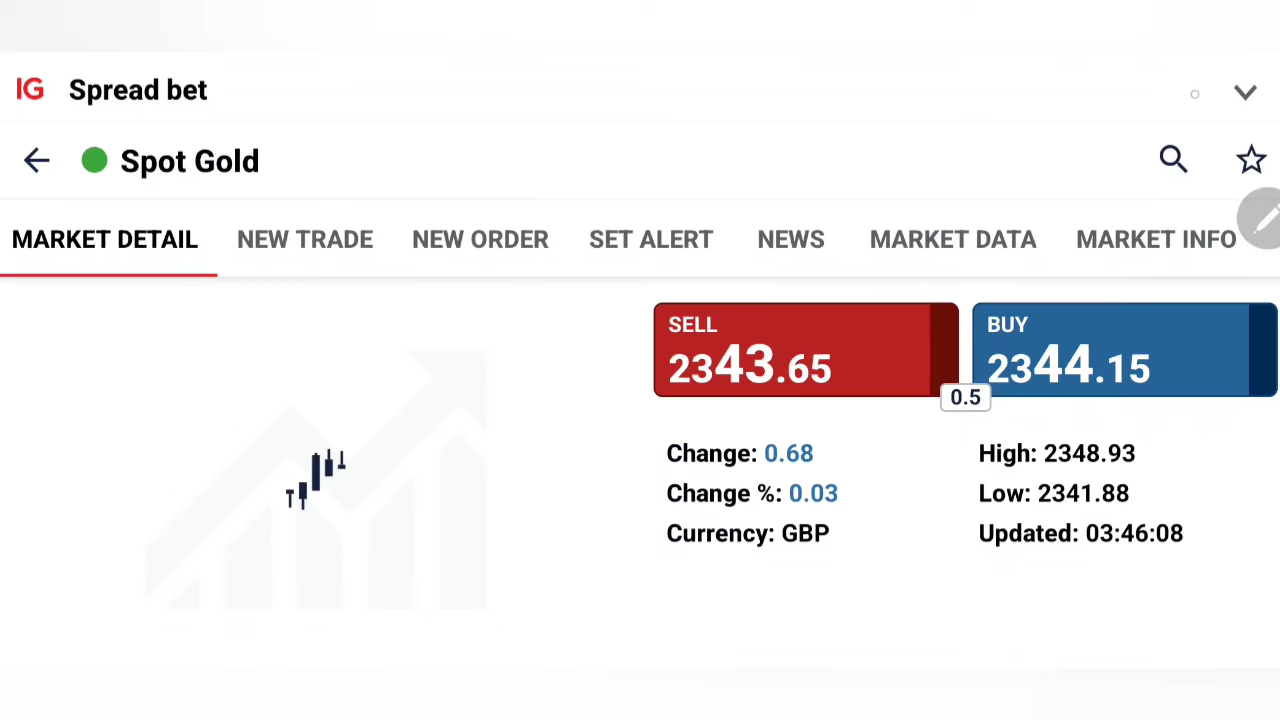 IG Spread bet
Spot Gold
MARKET DETAIL NEW TRADE NEW ORDER SET ALERT NEWS MARKET DATA MARKET INFO
SELL BUY
2343.65 2344.15
0.5
Change: 0.68 High: 2348.93
Change %: 0.03 Low: 2341.88
Currency: GBP Updated: 03:46:08